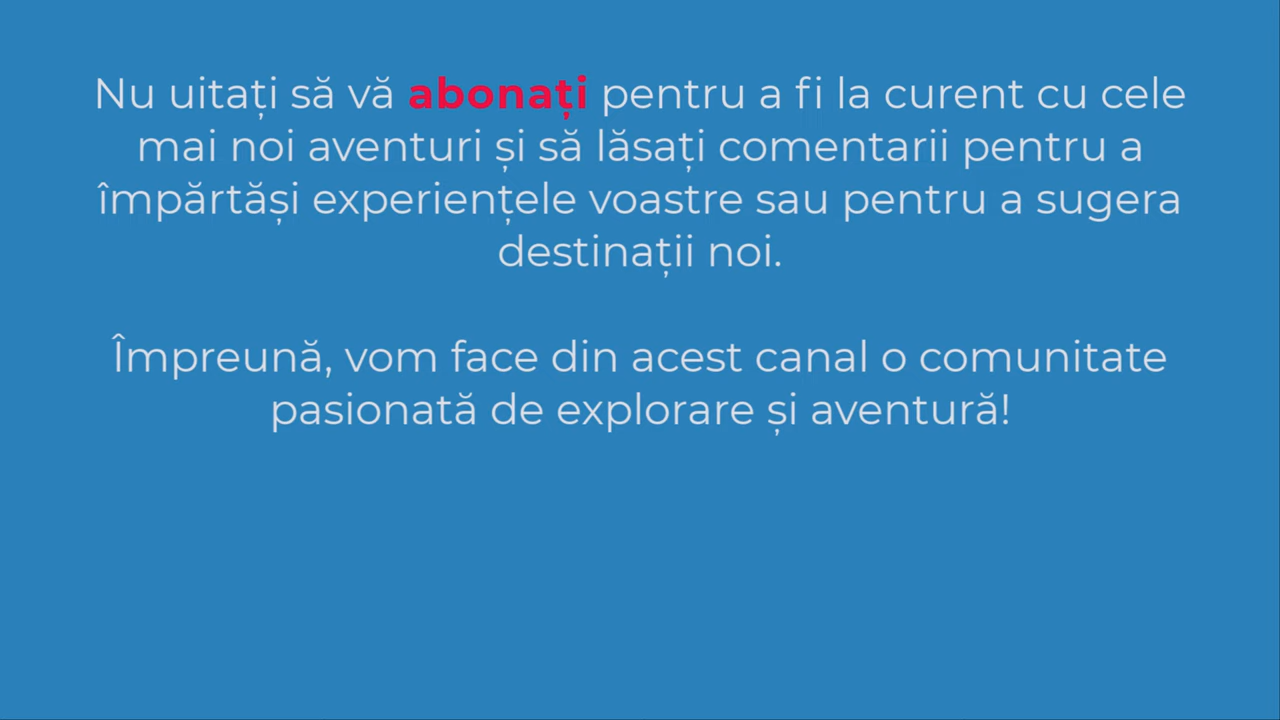 Nu uitați să vă abonați pentru a fi la curent cu cele
mai noi aventuri și să lăsați comentarii pentru a
împărtăși experiențele voastre sau pentru a sugera
destinații noi.
Împreună, vom face din acest canal o comunitate
pasionată de explorare și aventură!